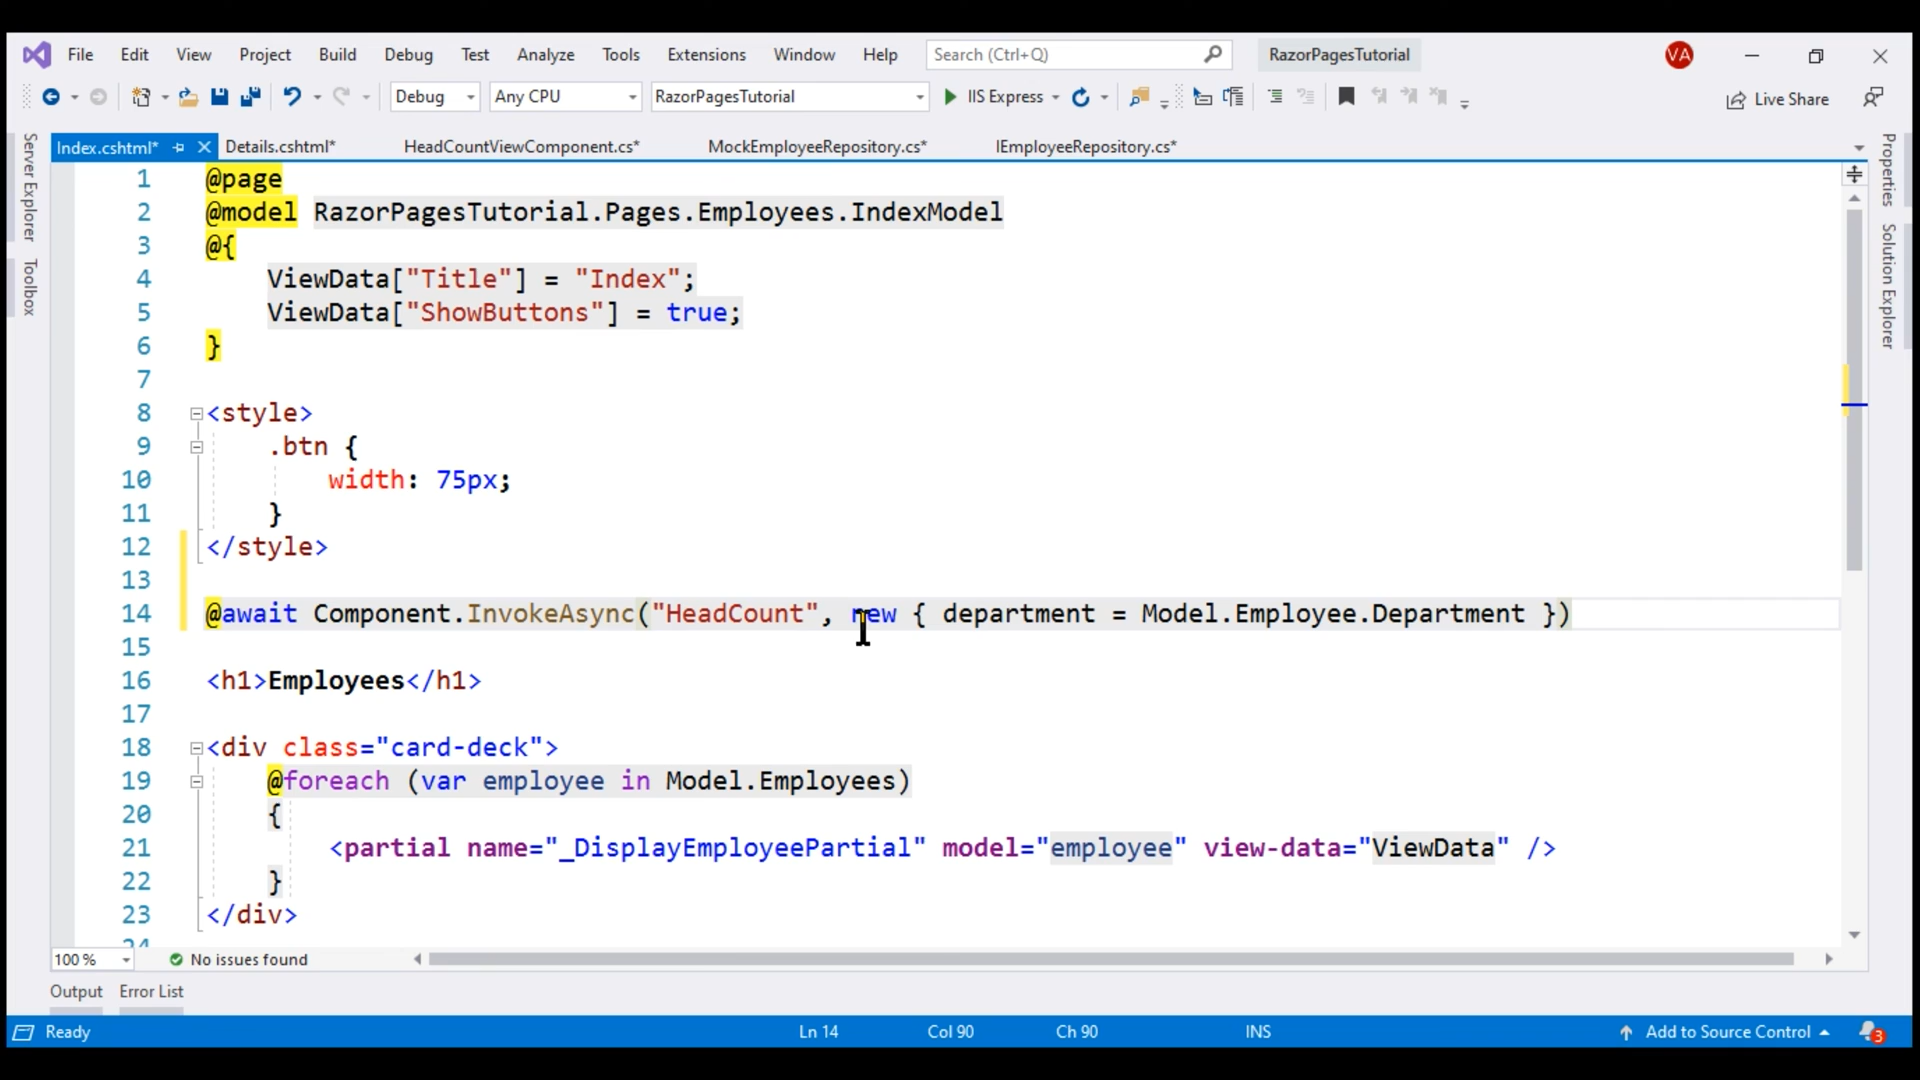 File Edit View Project Build Debug Test Analyze Tools Extensions Window Help Search (Ctrl+Q) RazorPagesTutorial VA
Debug Any CPU RazorPagesTutorial IIS Express Live Share
Server Explorer
Toolbox
Index.cshtml* Details.cshtml* HeadCountViewComponent.cs* MockEmployeeRepository.cs* IEmployeeRepository.cs*
Properties
Solution Explorer
1 @page
2 @model RazorPagesTutorial.Pages.Employees.IndexModel
3 @{
4 ViewData["Title"] = "Index";
5 ViewData["ShowButtons"] = true;
6 }
7
8 <style>
9 .btn {
10 width: 75px;
11 }
12 </style>
13
14 @await Component.InvokeAsync("HeadCount", new { department = Model.Employee.Department })
15
16 <h1>Employees</h1>
17
18 <div class="card-deck">
19 @foreach (var employee in Model.Employees)
20 {
21 <partial name="_DisplayEmployeePartial" model="employee" view-data="ViewData" />
22 }
23 </div>
24
100 % No issues found
Output Error List
Ready Ln 14 Col 90 Ch 90 INS Add to Source Control 3